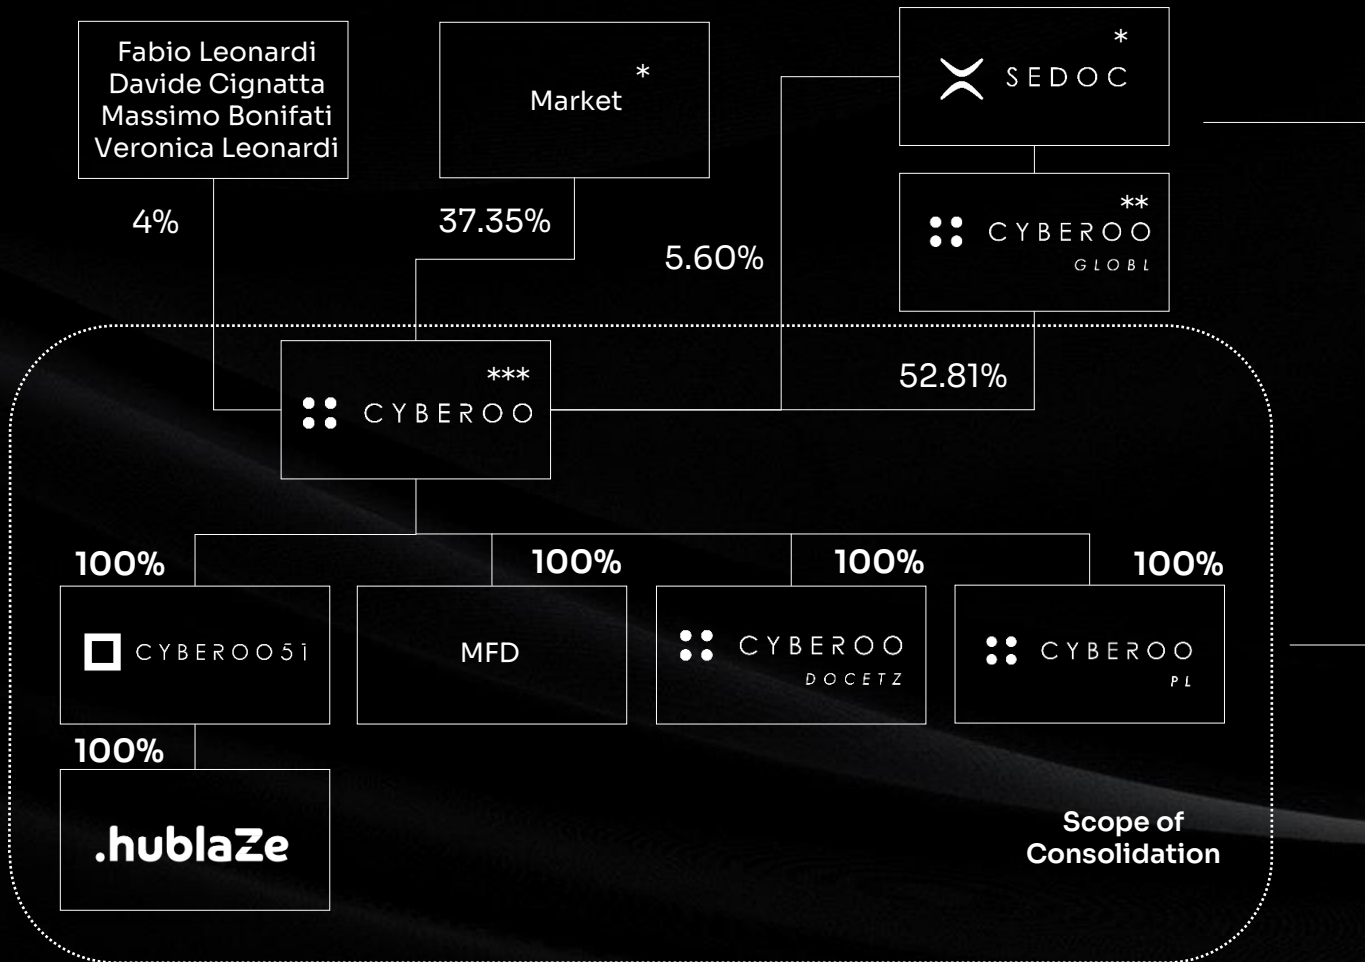 Fabio Leonardi
Davide Cignatta
Massimo Bonifati
Veronica Leonardi
Market *
*
SEDOC
4%
37.35%
5.60%
**
CYBEROO
GLOBL
52.81%
***
CYBEROO
100%
100%
100%
100%
CYBEROO51
MFD
CYBEROO
DOCETZ
CYBEROO
PL
100%
.hublaze
Scope of
Consolidation